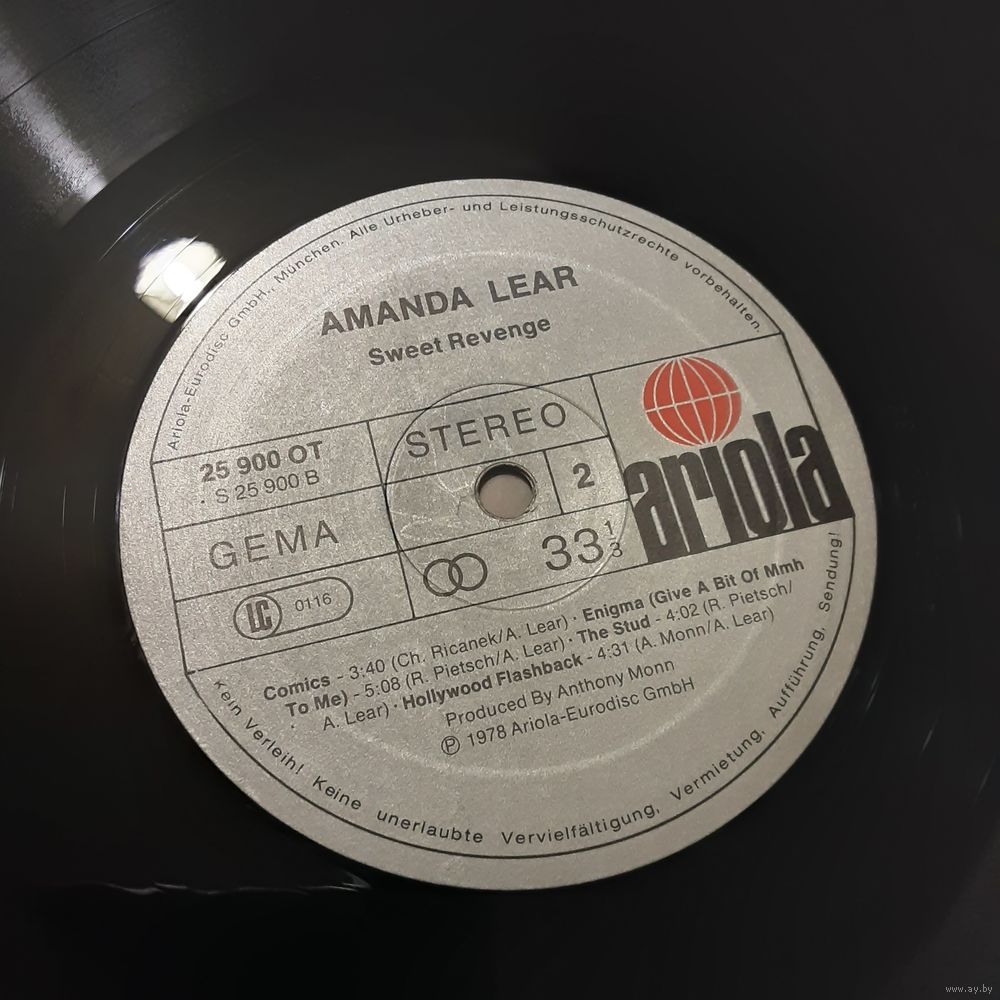 Ariola-Eurodisc GmbH., München. Alle Urheber- und Leistungsschutzrechte vorbehalten.
AMANDA LEAR
Sweet Revenge
25 900 OT
· S 25 900 B
STEREO
2
GEMA
33 1/3
ariola
LC 0116
Comics - 3:40 (Ch. Ricanek/A. Lear) · Enigma (Give A Bit Of Mmh
To Me) - 5:08 (R. Pietsch/A. Lear) · The Stud - 4:02 (R. Pietsch/
A. Lear) · Hollywood Flashback - 4:31 (A. Monn/A. Lear)
Produced By Anthony Monn
Ⓟ 1978 Ariola-Eurodisc GmbH
Kein Verleih! Keine unerlaubte Vervielfältigung, Vermietung, Aufführung, Sendung!
www.ay.by